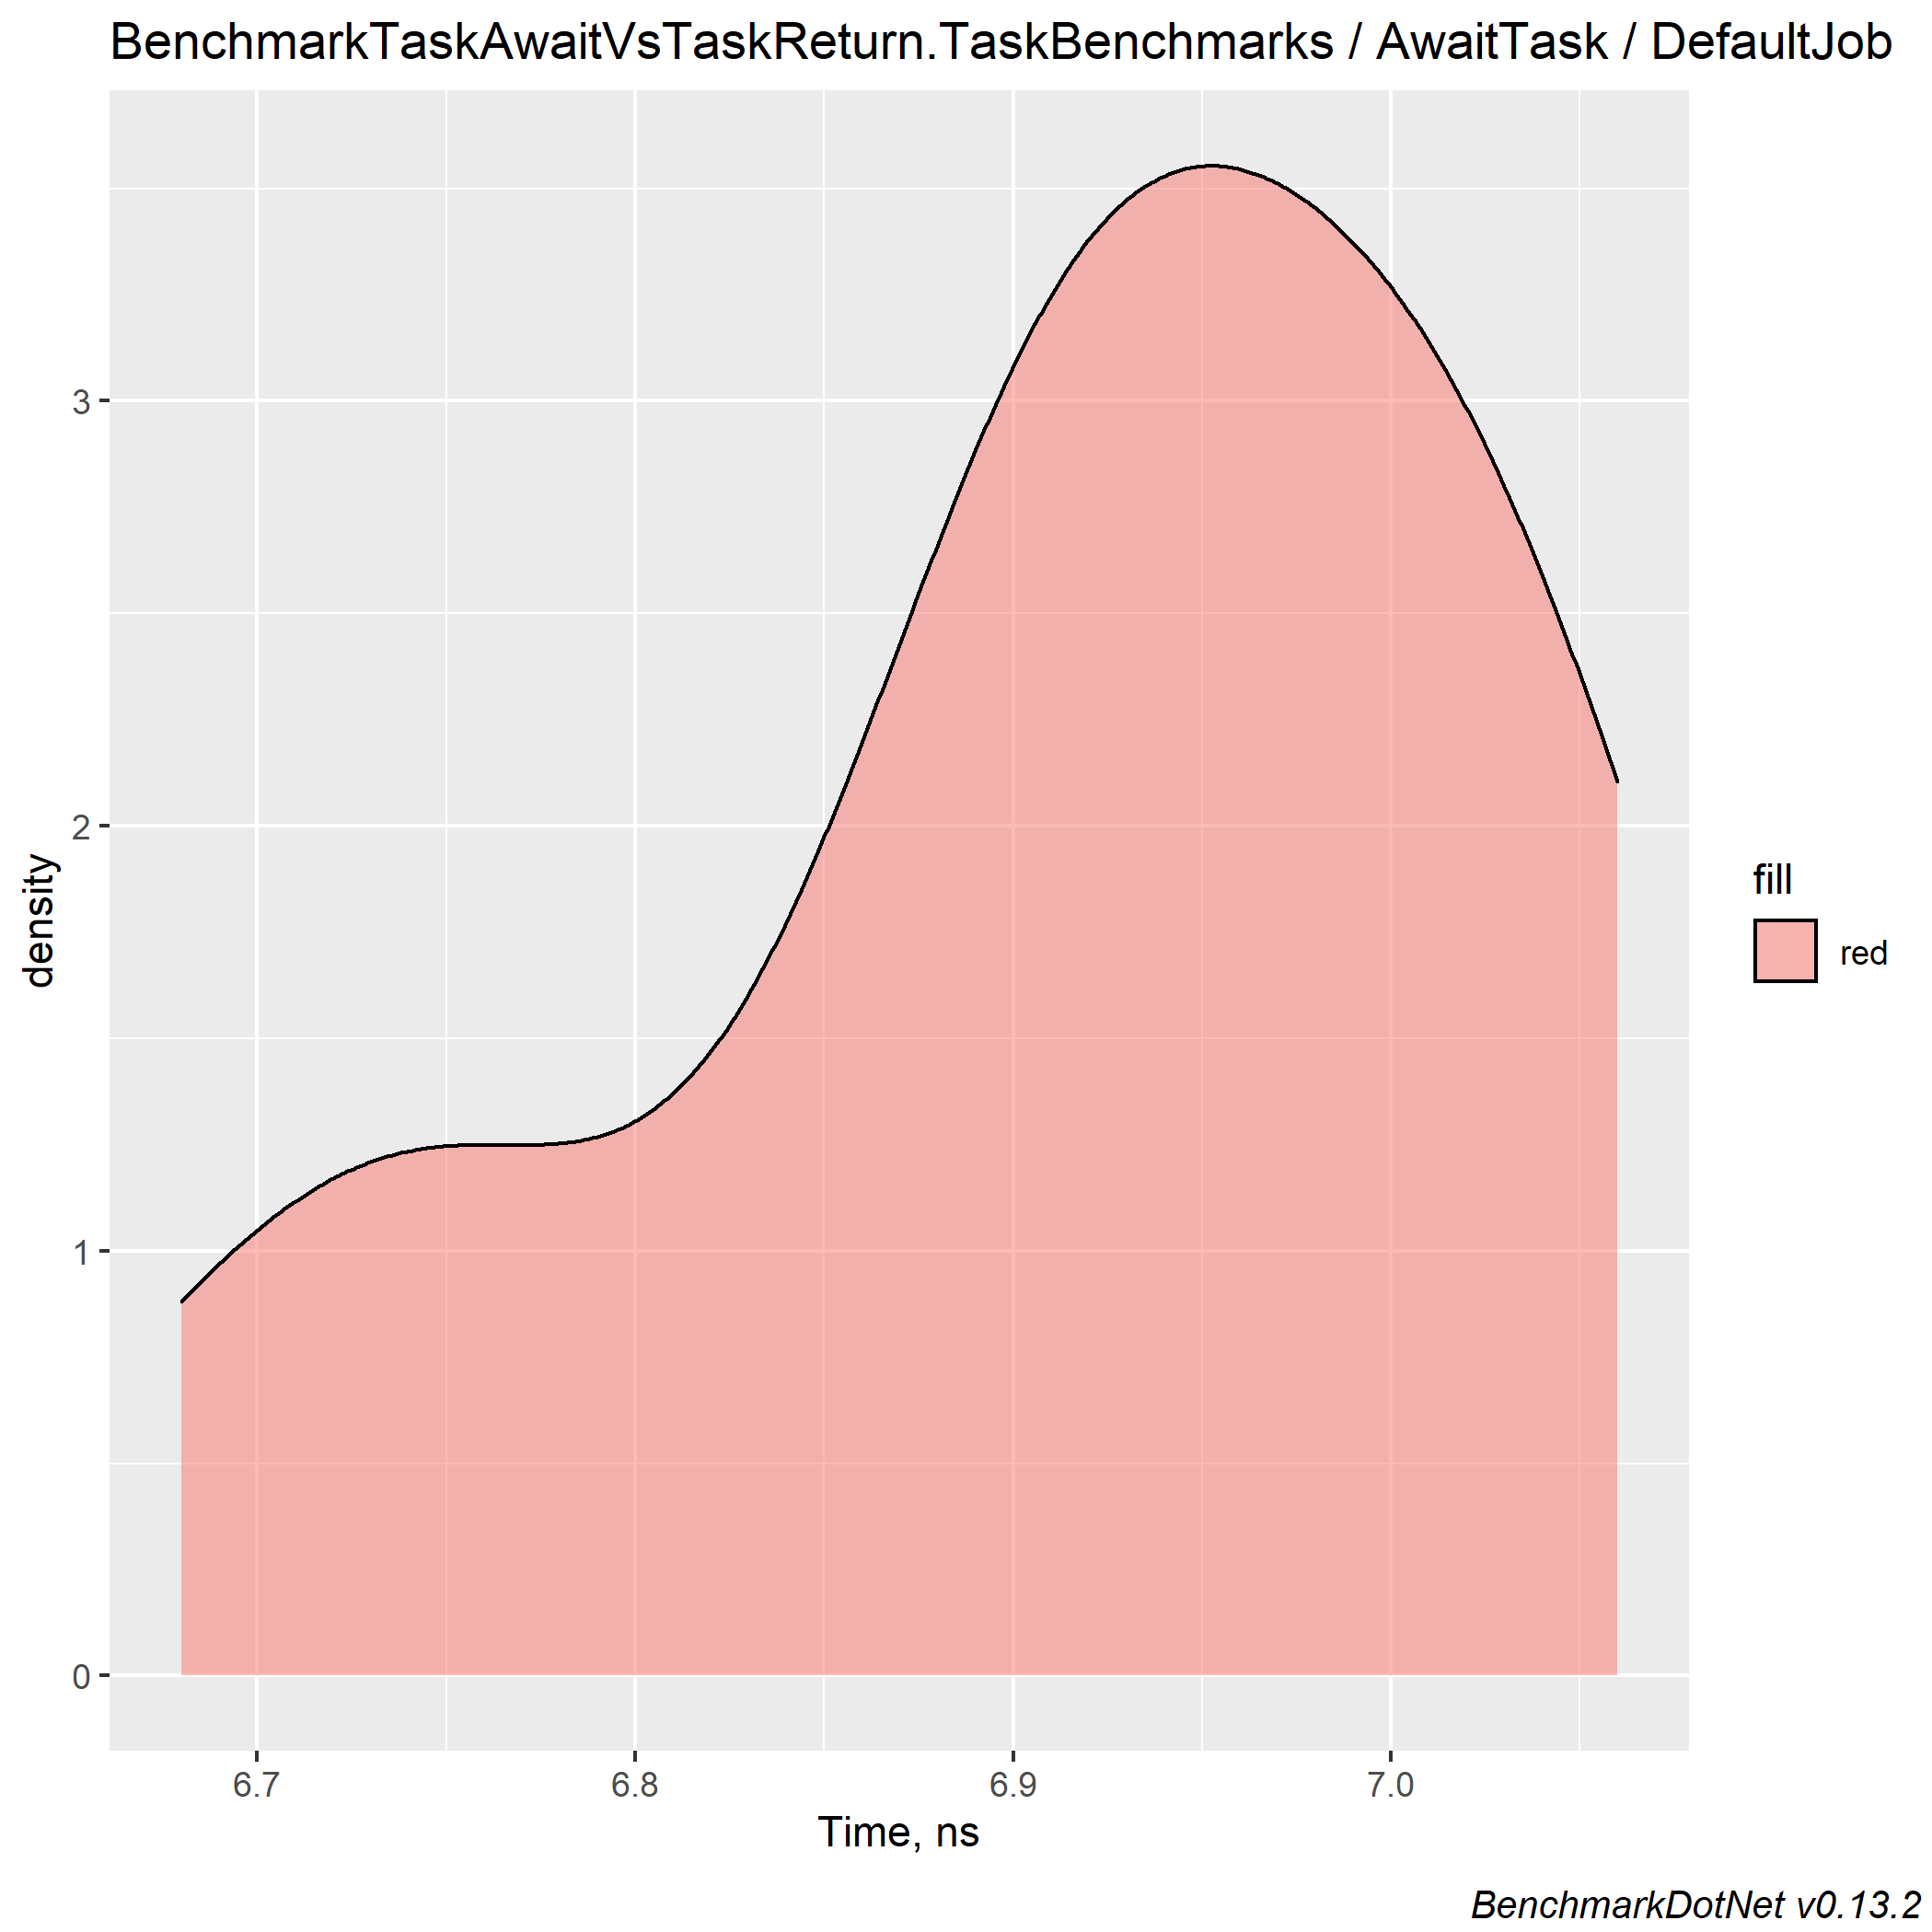 BenchmarkTaskAwaitVsTaskReturn.TaskBenchmarks / AwaitTask / DefaultJob
3
2
1
0
density
6.7 6.8 6.9 7.0
Time, ns
fill
red
BenchmarkDotNet v0.13.2